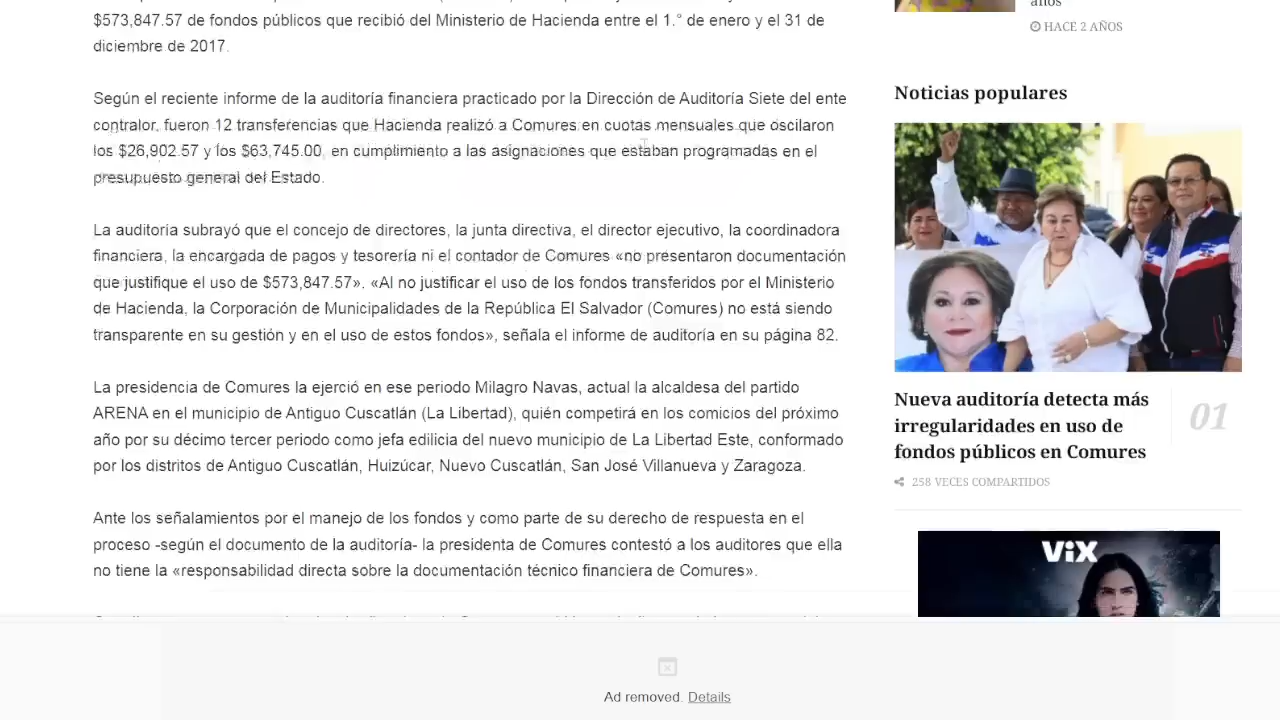 $573,847.57 de fondos públicos que recibió del Ministerio de Hacienda entre el 1.° de enero y el 31 de
diciembre de 2017.
Según el reciente informe de la auditoría financiera practicado por la Dirección de Auditoría Siete del ente
contralor, fueron 12 transferencias que Hacienda realizó a Comures en cuotas mensuales que oscilaron
los $26,902.57 y los $63,745.00, en cumplimiento a las asignaciones que estaban programadas en el
presupuesto general del Estado.
La auditoría subrayó que el concejo de directores, la junta directiva, el director ejecutivo, la coordinadora
financiera, la encargada de pagos y tesorería ni el contador de Comures «no presentaron documentación
que justifique el uso de $573,847.57». «Al no justificar el uso de los fondos transferidos por el Ministerio
de Hacienda, la Corporación de Municipalidades de la República El Salvador (Comures) no está siendo
transparente en su gestión y en el uso de estos fondos», señala el informe de auditoría en su página 82.
La presidencia de Comures la ejerció en ese periodo Milagro Navas, actual la alcaldesa del partido
ARENA en el municipio de Antiguo Cuscatlán (La Libertad), quién competirá en los comicios del próximo
año por su décimo tercer periodo como jefa edilicia del nuevo municipio de La Libertad Este, conformado
por los distritos de Antiguo Cuscatlán, Huizúcar, Nuevo Cuscatlán, San José Villanueva y Zaragoza.
Ante los señalamientos por el manejo de los fondos y como parte de su derecho de respuesta en el
proceso -según el documento de la auditoría- la presidenta de Comures contestó a los auditores que ella
no tiene la «responsabilidad directa sobre la documentación técnico financiera de Comures».
años
HACE 2 AÑOS
Noticias populares
Nueva auditoría detecta más
irregularidades en uso de
fondos públicos en Comures
01
258 VECES COMPARTIDOS
ViX
Ad removed. Details